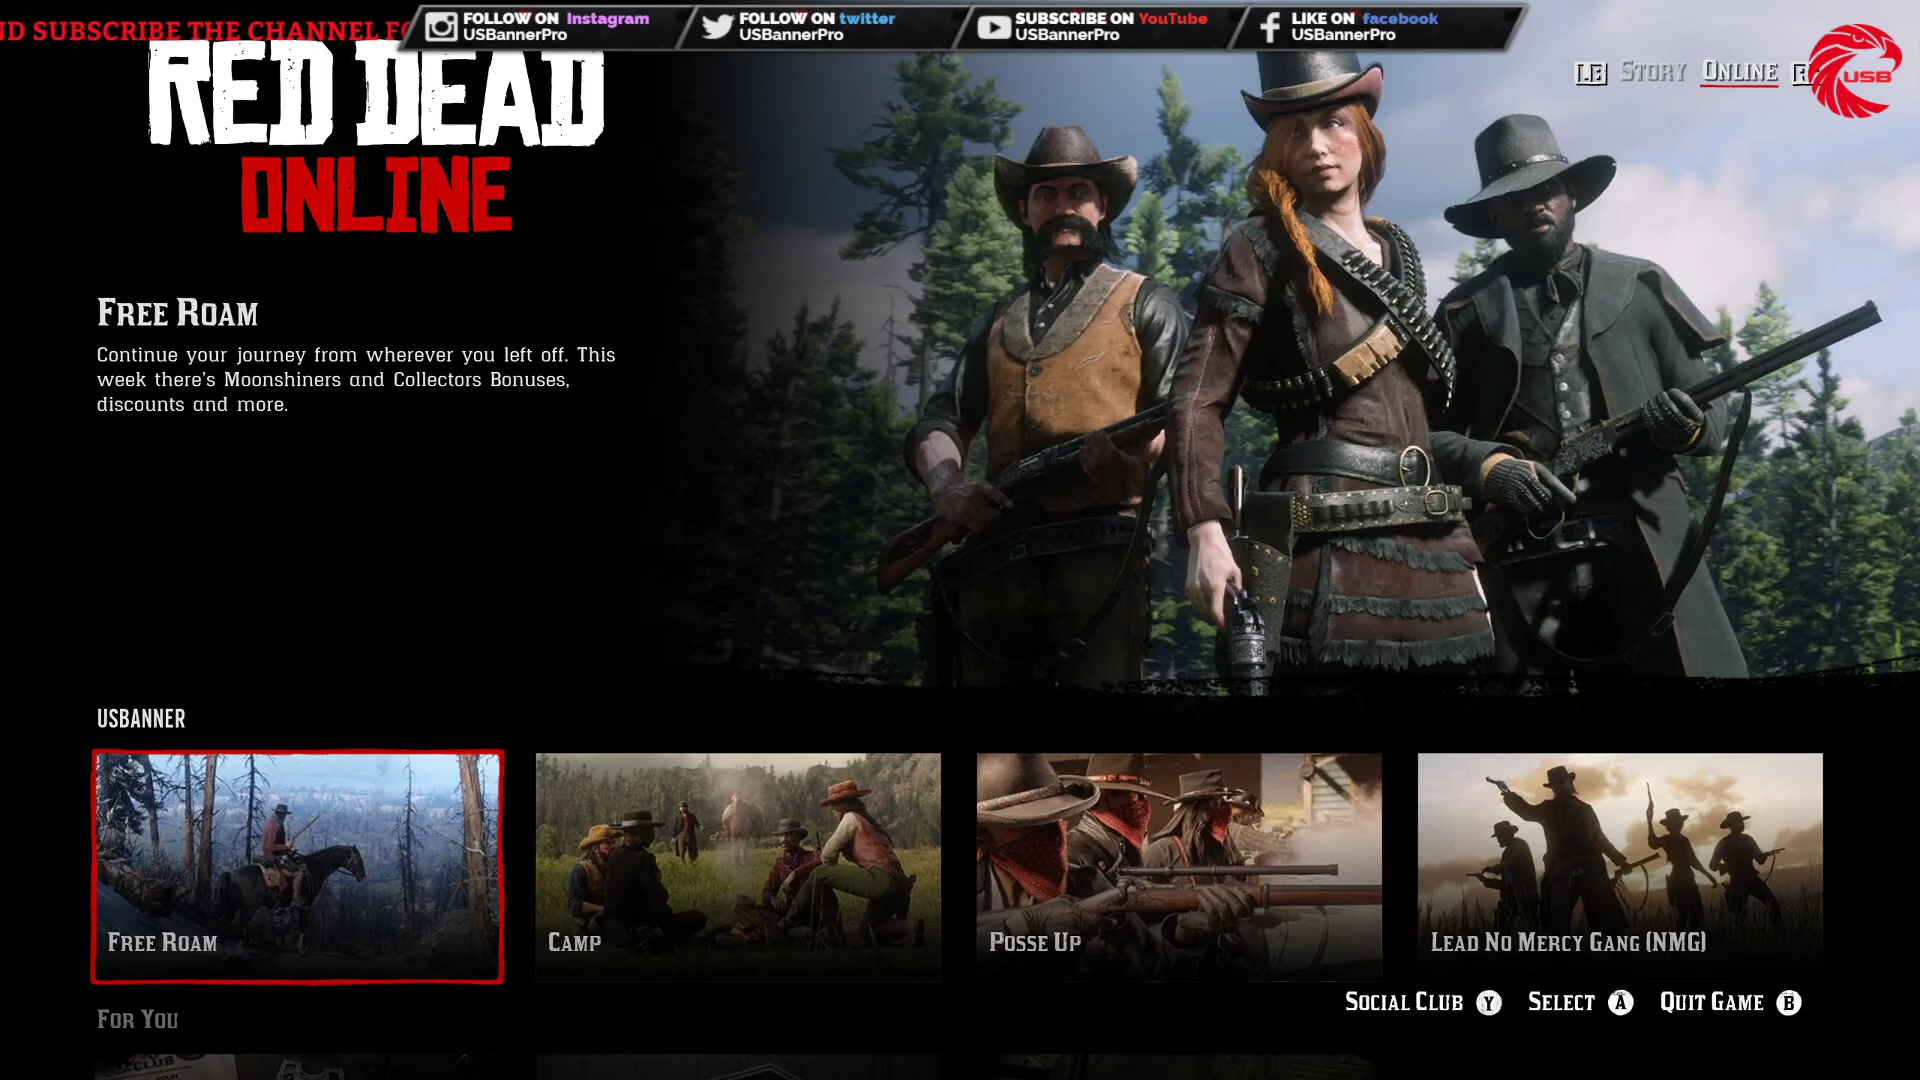 ND SUBSCRIBE THE CHANNEL FO
FOLLOW ON Instagram
USBannerPro
FOLLOW ON twitter
USBannerPro
SUBSCRIBE ON YouTube
USBannerPro
LIKE ON facebook
USBannerPro
RED DEAD
ONLINE
LB STORY ONLINE
USB
FREE ROAM
Continue your journey from wherever you left off. This
week there's Moonshiners and Collectors Bonuses,
discounts and more.
USBANNER
FREE ROAM
CAMP
POSSE UP
LEAD NO MERCY GANG (NMG)
SOCIAL CLUB Y SELECT A QUIT GAME B
FOR YOU
CLUB